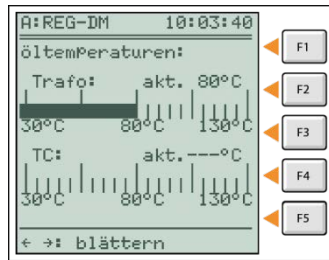 A:REG-DM 10:03:40
öltemperaturen:
Trafo: akt. 80°C
30°C 80°C 130°C
TC: akt.---°C
30°C 80°C 130°C
← →: blättern
F1
F2
F3
F4
F5